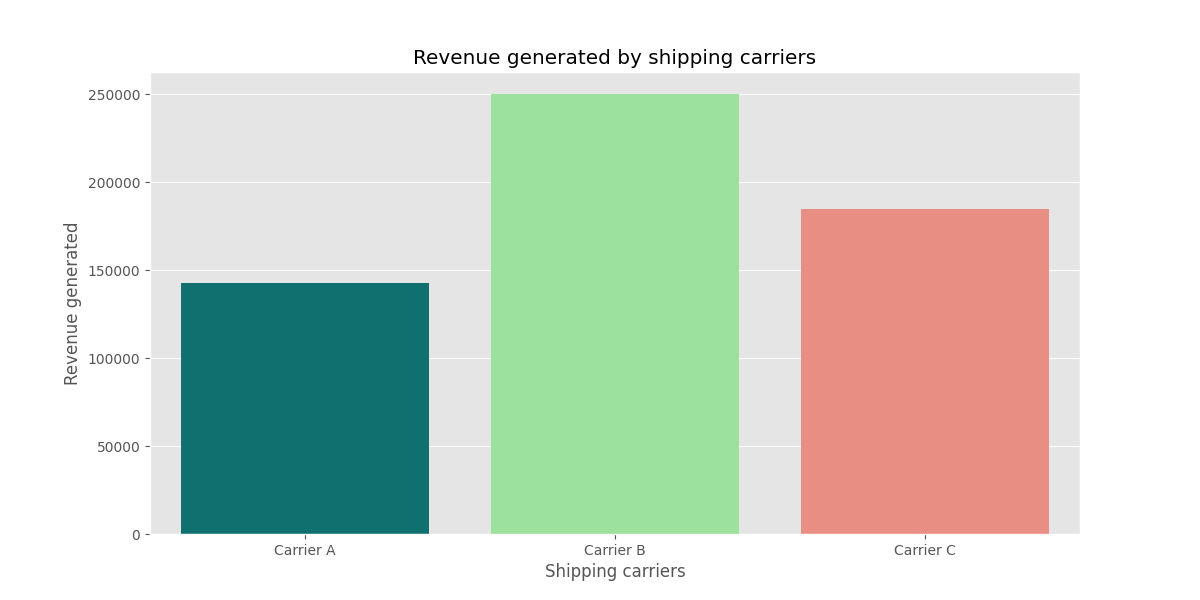 Revenue generated by shipping carriers
250000
200000
150000
100000
50000
0
Revenue generated
Carrier A
Carrier B
Carrier C
Shipping carriers